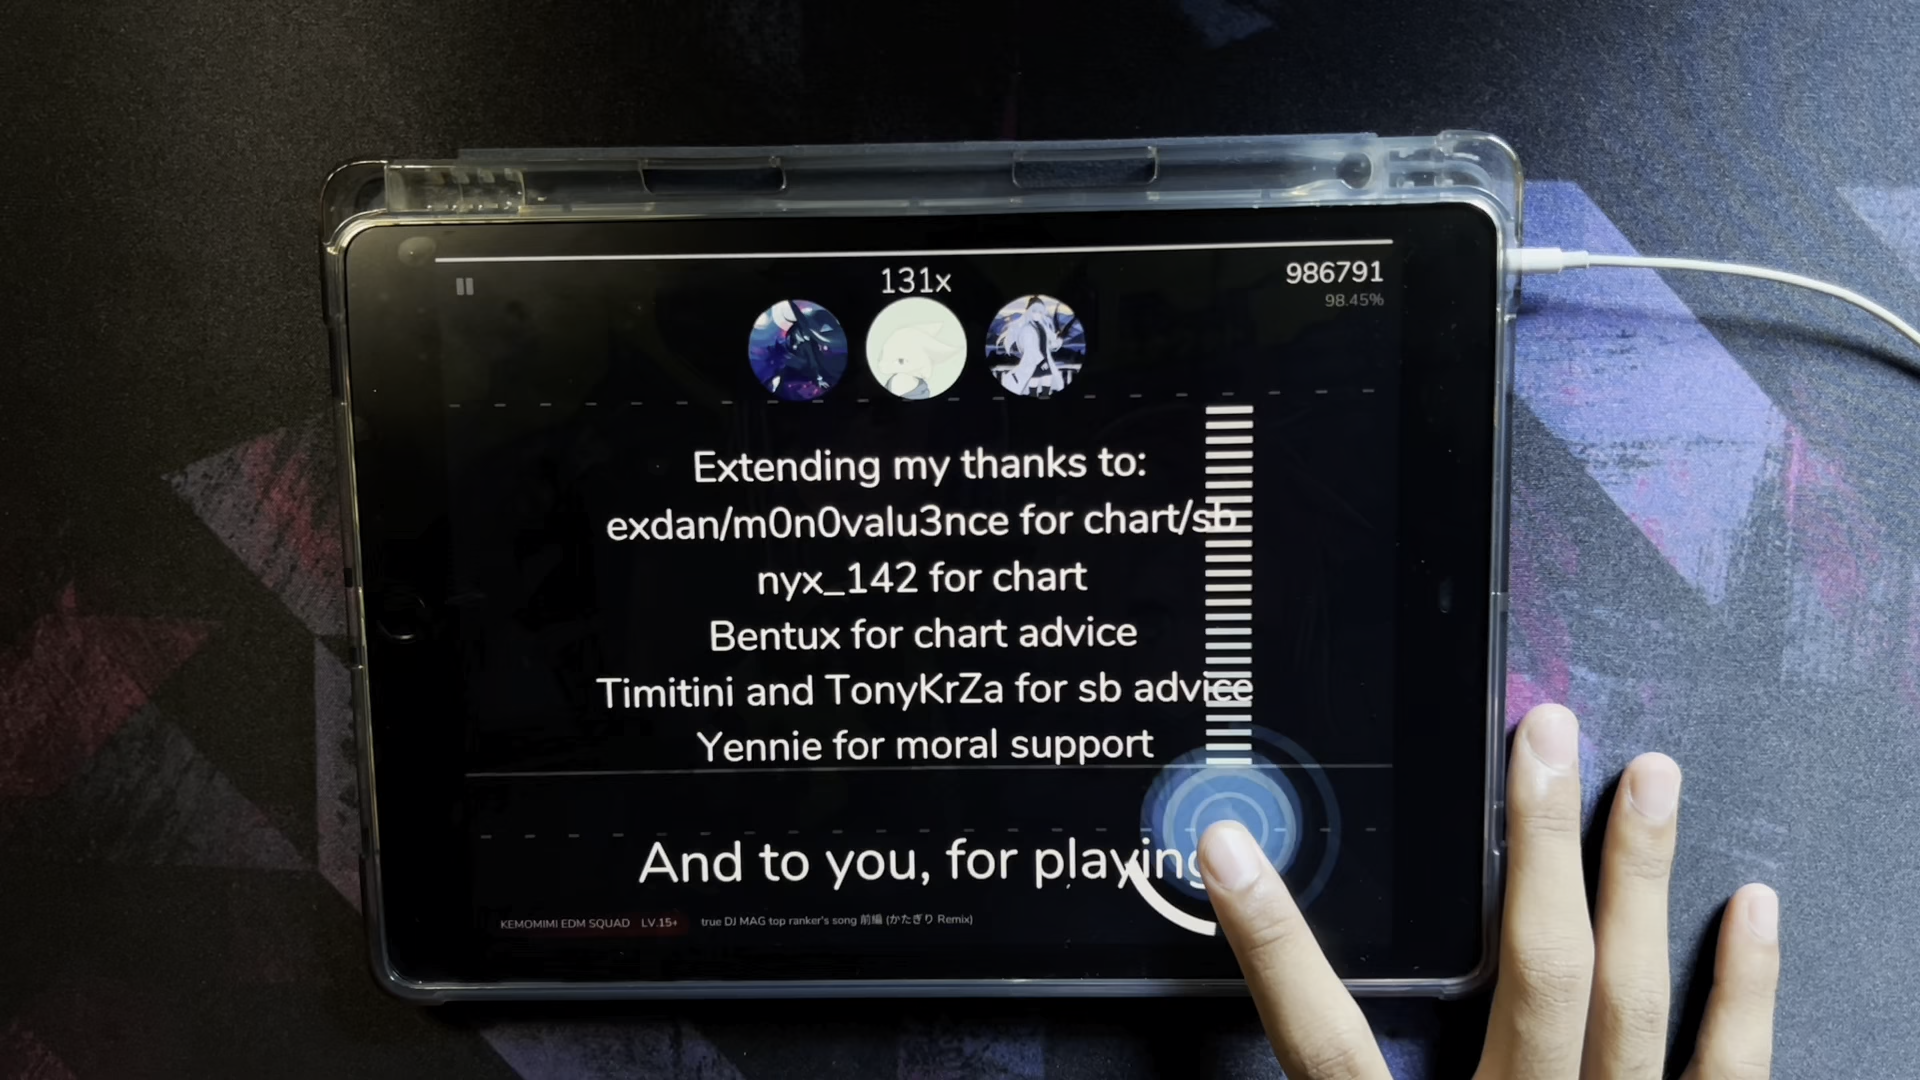 131x
986791
98.45%
Extending my thanks to:
exdan/m0n0valu3nce for chart/sb
nyx_142 for chart
Bentux for chart advice
Timitini and TonyKrZa for sb advice
Yennie for moral support
And to you, for playing
KEMOMIMI EDM SQUAD LV.15+ true DJ MAG top ranker's song 前編 (かたぎり Remix)